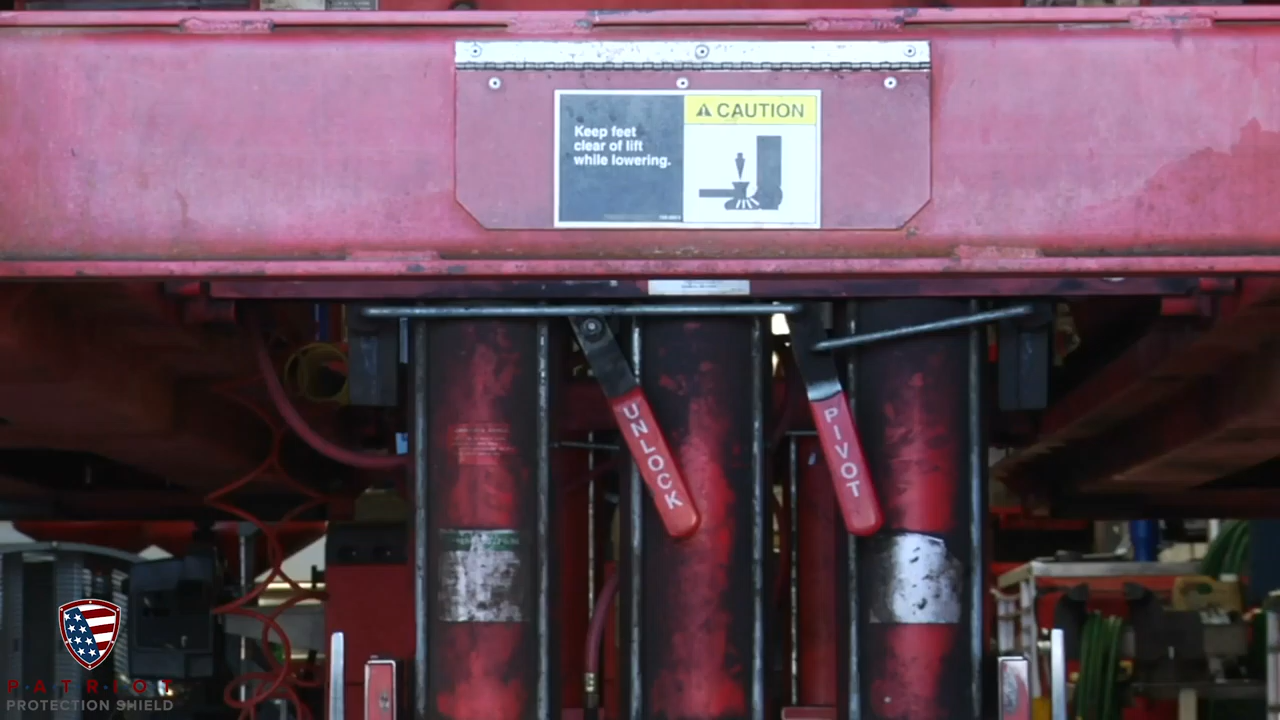 CAUTION
Keep feet
clear of lift
while lowering.
UNLOCK
PIVOT
PATRIOT
PROTECTION SHIELD